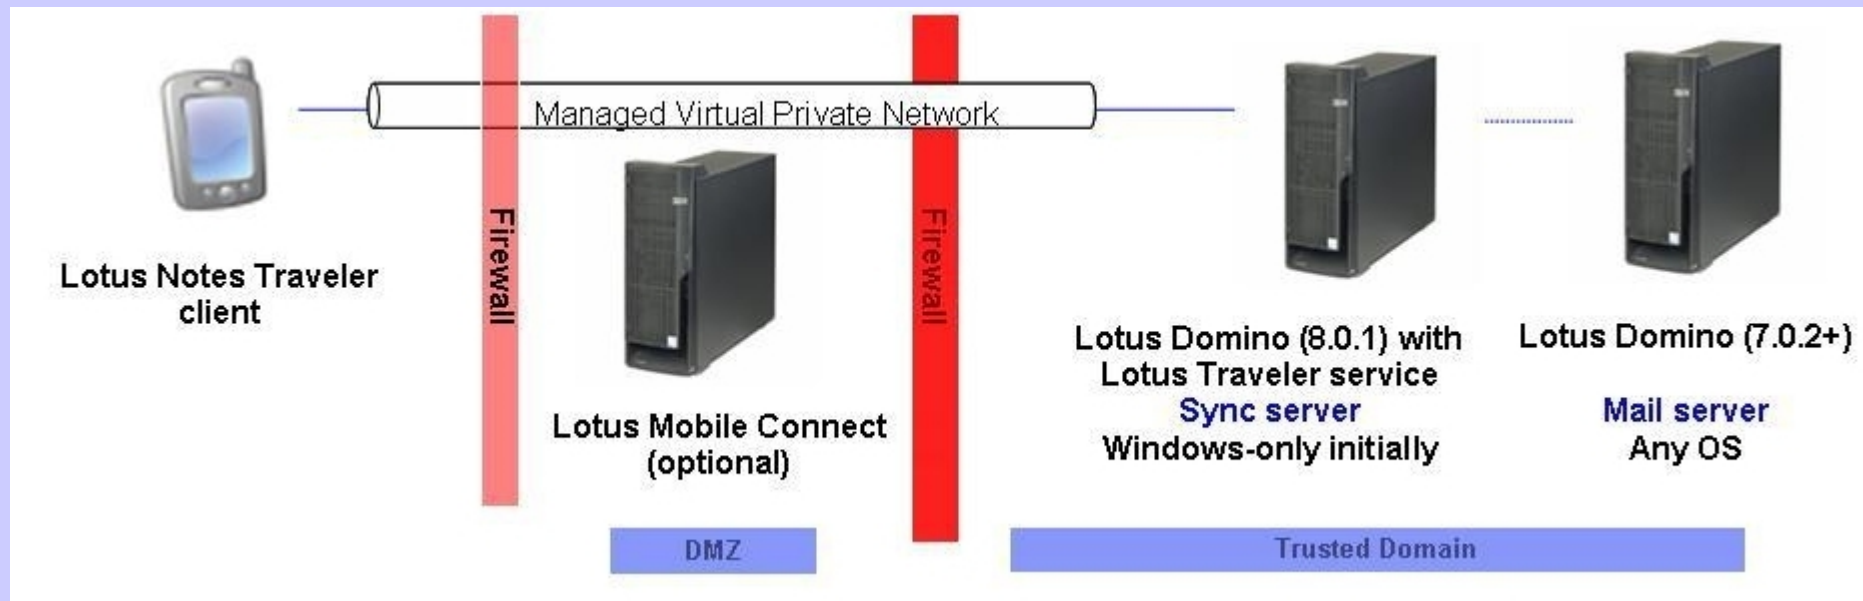 Managed Virtual Private Network
Firewall
Firewall
Lotus Notes Traveler
client
Lotus Mobile Connect
(optional)
Lotus Domino (8.0.1) with
Lotus Traveler service
Sync server
Windows-only initially
Lotus Domino (7.0.2+)
Mail server
Any OS
DMZ
Trusted Domain